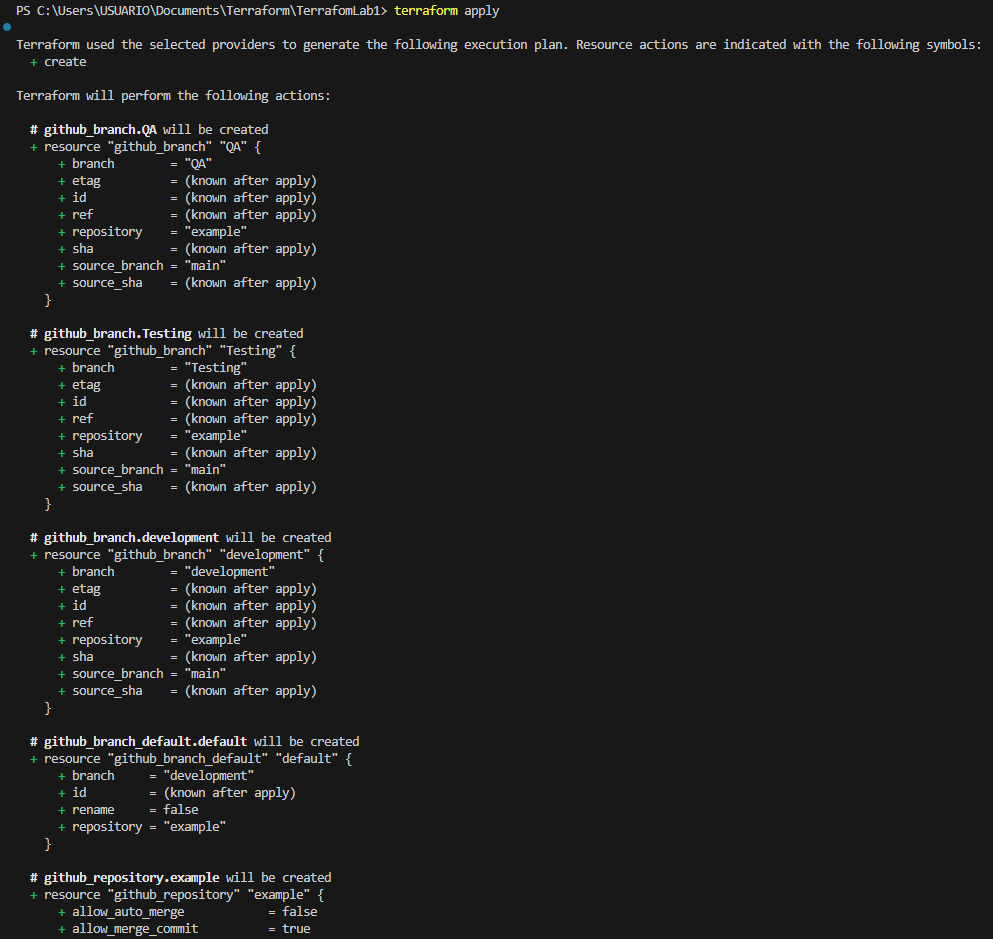 PS C:\Users\USUARIO\Documents\Terraform\TerrafomLab1> terraform apply
Terraform used the selected providers to generate the following execution plan. Resource actions are indicated with the following symbols:
+ create
Terraform will perform the following actions:
# github_branch.QA will be created
+ resource "github_branch" "QA" {
+ branch = "QA"
+ etag = (known after apply)
+ id = (known after apply)
+ ref = (known after apply)
+ repository = "example"
+ sha = (known after apply)
+ source_branch = "main"
+ source_sha = (known after apply)
}
# github_branch.Testing will be created
+ resource "github_branch" "Testing" {
+ branch = "Testing"
+ etag = (known after apply)
+ id = (known after apply)
+ ref = (known after apply)
+ repository = "example"
+ sha = (known after apply)
+ source_branch = "main"
+ source_sha = (known after apply)
}
# github_branch.development will be created
+ resource "github_branch" "development" {
+ branch = "development"
+ etag = (known after apply)
+ id = (known after apply)
+ ref = (known after apply)
+ repository = "example"
+ sha = (known after apply)
+ source_branch = "main"
+ source_sha = (known after apply)
}
# github_branch_default.default will be created
+ resource "github_branch_default" "default" {
+ branch = "development"
+ id = (known after apply)
+ rename = false
+ repository = "example"
}
# github_repository.example will be created
+ resource "github_repository" "example" {
+ allow_auto_merge = false
+ allow_merge_commit = true